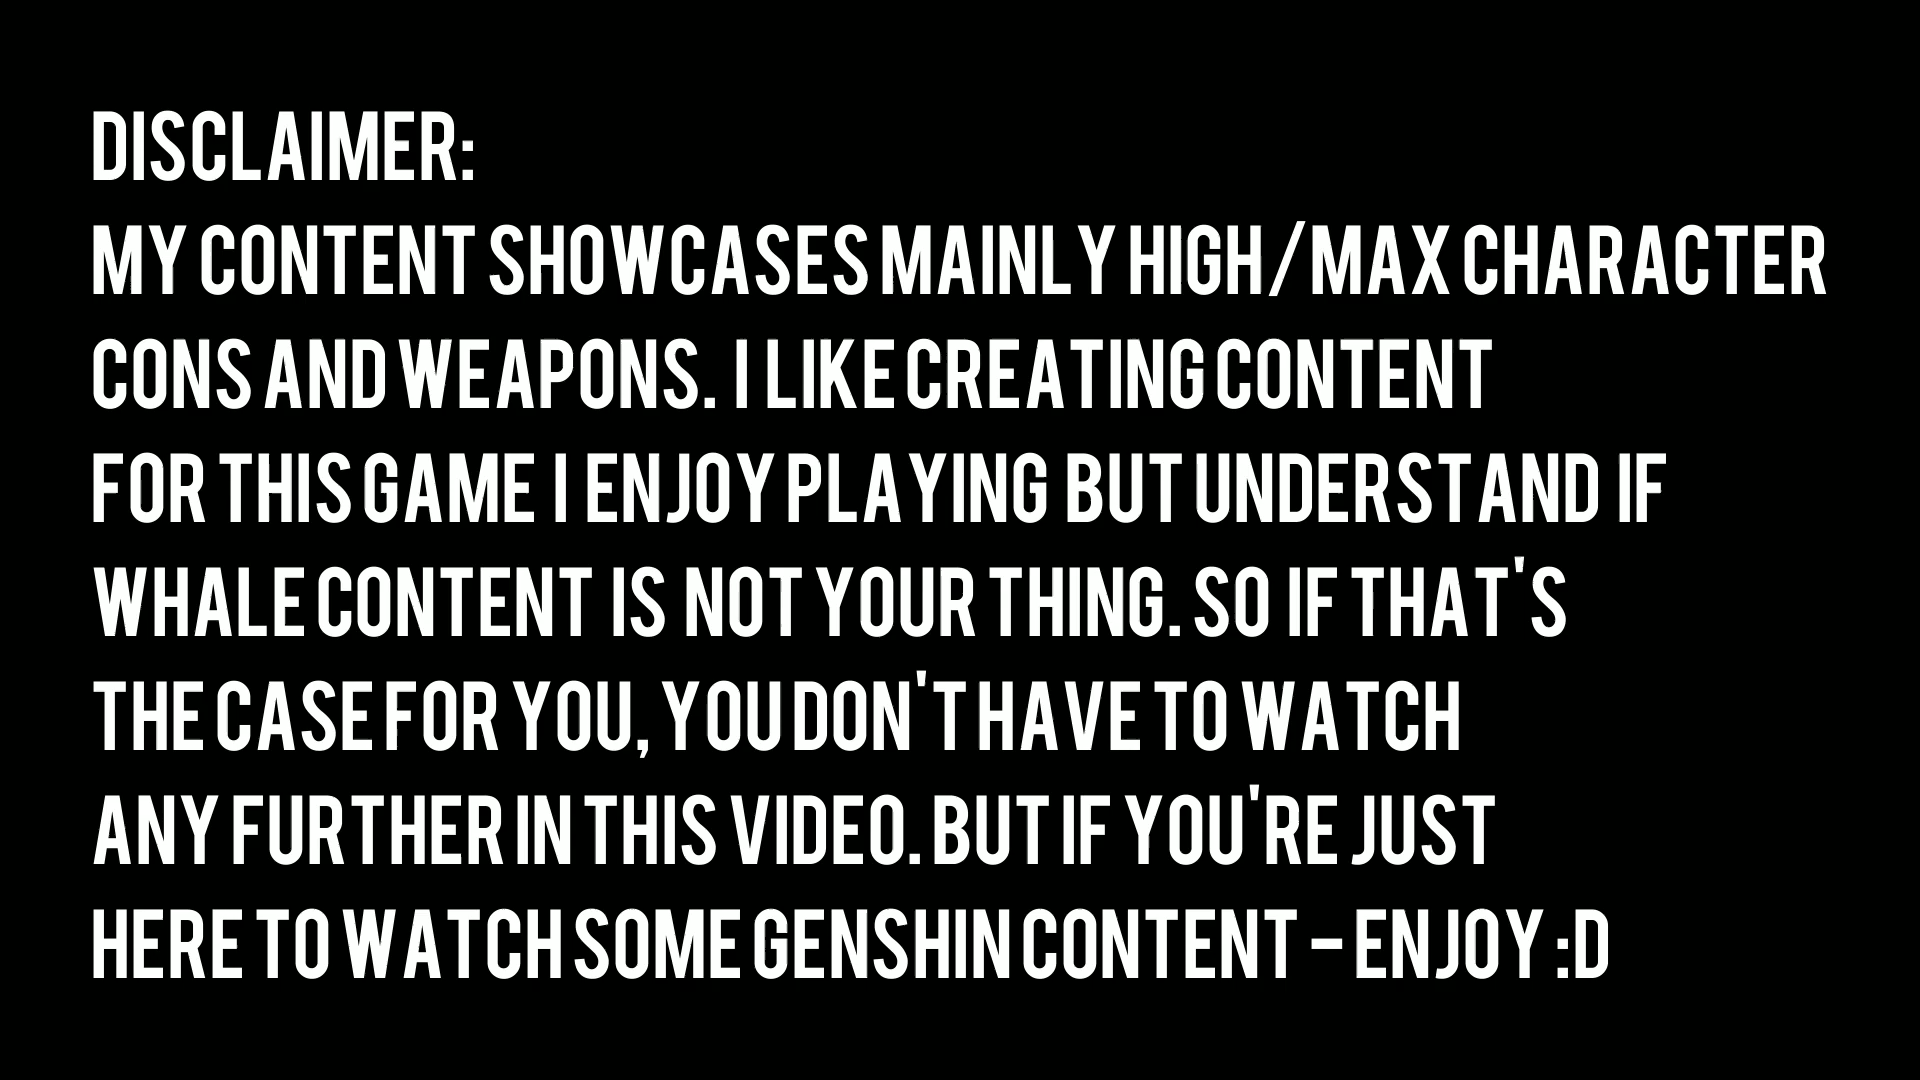 DISCLAIMER:
MY CONTENT SHOWCASES MAINLY HIGH/MAX CHARACTER
CONS AND WEAPONS. I LIKE CREATING CONTENT
FOR THIS GAME I ENJOY PLAYING BUT UNDERSTAND IF
WHALE CONTENT IS NOT YOUR THING. SO IF THAT'S
THE CASE FOR YOU, YOU DON'T HAVE TO WATCH
ANY FURTHER IN THIS VIDEO. BUT IF YOU'RE JUST
HERE TO WATCH SOME GENSHIN CONTENT - ENJOY :D